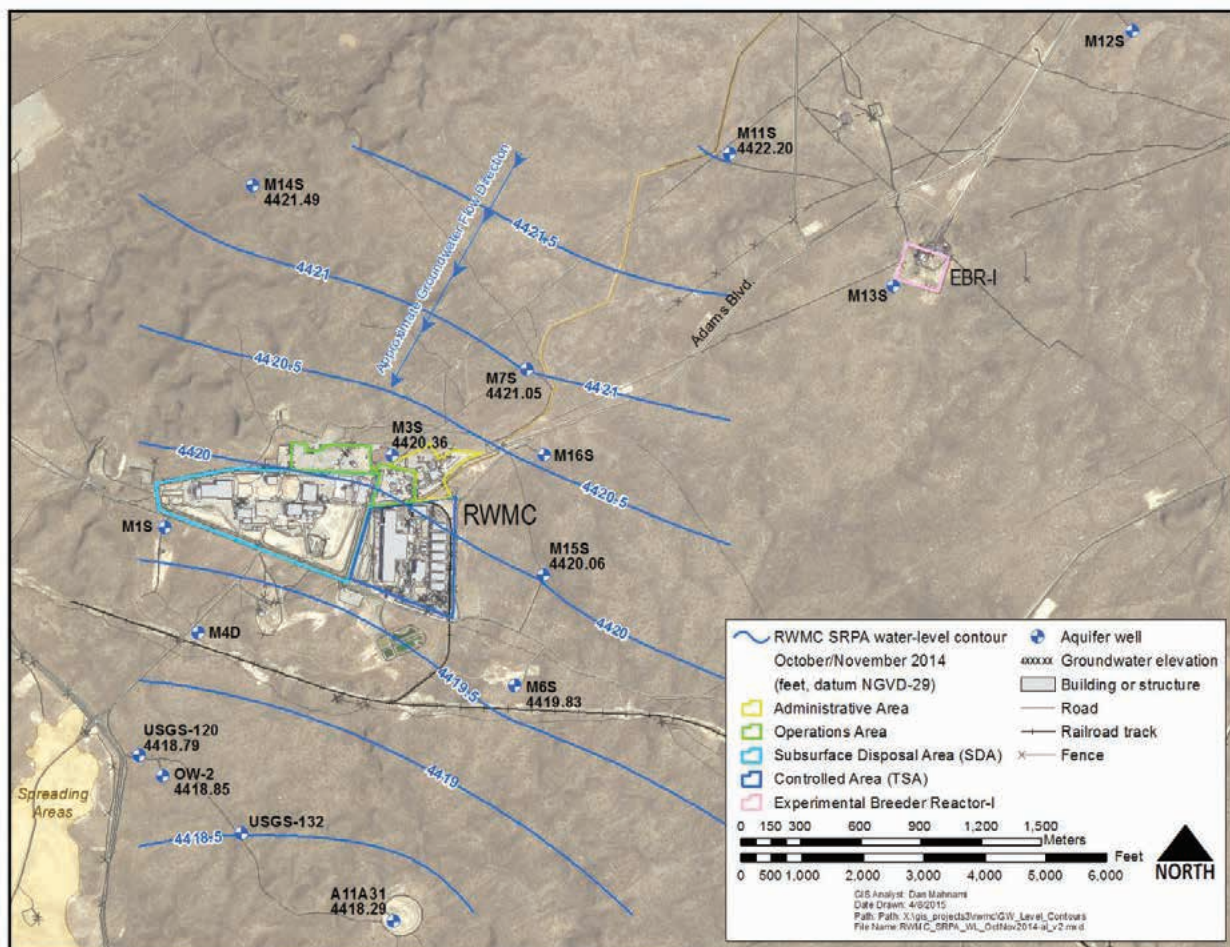 M12S
M11S
4422.20
M14S
4421.49
Approximate Groundwater Flow Direction
4421.5
4421
EBR-I
M13S
Adams Blvd.
4420.5
M7S
4421.05
4421
M3S
4420.36
4420
M16S
4420.5
RWMC
M1S
M15S
4420.06
4420
M4D
4419.5
M6S
4419.83
USGS-120
4418.79
OW-2
4418.85
Spreading
Areas
4419
USGS-132
4418.5
A11A31
4418.29
RWMC SRPA water-level contour
October/November 2014
(feet, datum NGVD-29)
Administrative Area
Operations Area
Subsurface Disposal Area (SDA)
Controlled Area (TSA)
Experimental Breeder Reactor-I
Aquifer well
xxxxx Groundwater elevation
Building or structure
Road
Railroad track
Fence
0 150 300 600 900 1,200 1,500
Meters
Feet
0 500 1,000 2,000 3,000 4,000 5,000 6,000
NORTH
GIS Analyst: Dan Mahnami
Date Drawn: 4/8/2015
File Name: RWMC_SRPA_WL_OctNov2014-al_v2.mxd